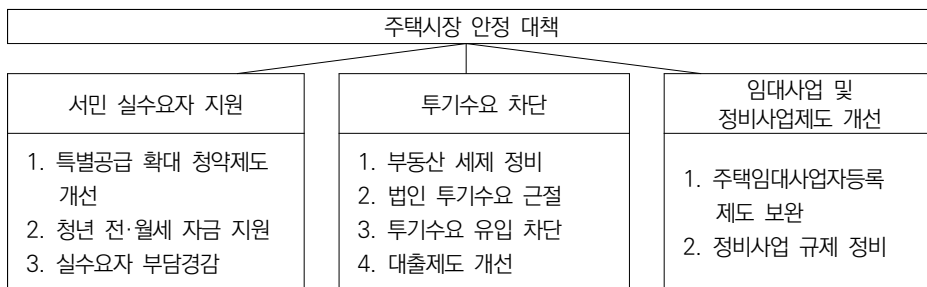 주택시장 안정 대책
서민 실수요자 지원
1. 특별공급 확대 청약제도
개선
2. 청년 전·월세 자금 지원
3. 실수요자 부담경감
투기수요 차단
1. 부동산 세제 정비
2. 법인 투기수요 근절
3. 투기수요 유입 차단
4. 대출제도 개선
임대사업 및
정비사업제도 개선
1. 주택임대사업자등록
제도 보완
2. 정비사업 규제 정비